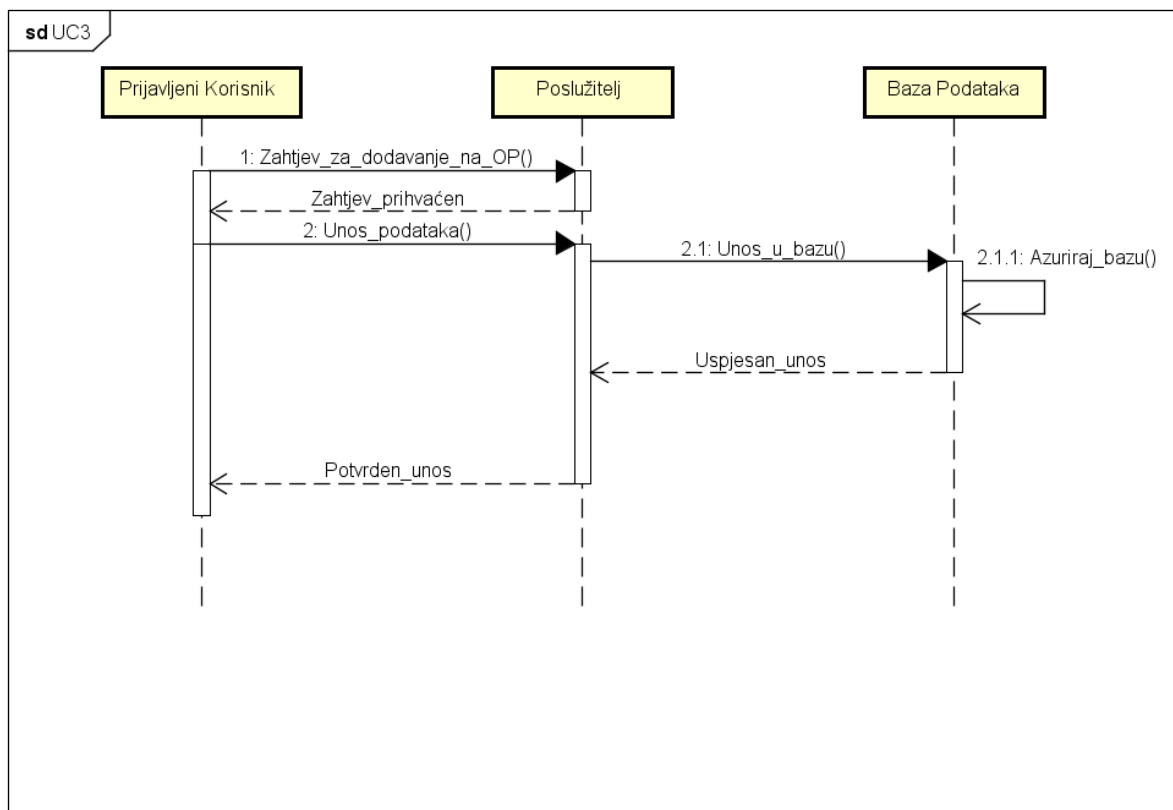 sd UC3
Prijavljeni Korisnik
Poslužitelj
Baza Podataka
1: Zahtjev_za_dodavanje_na_OP()
Zahtjev_prihvaćen
2: Unos_podataka()
2.1: Unos_u_bazu()
2.1.1: Azuriraj_bazu()
Uspjesan_unos
Potvrden_unos